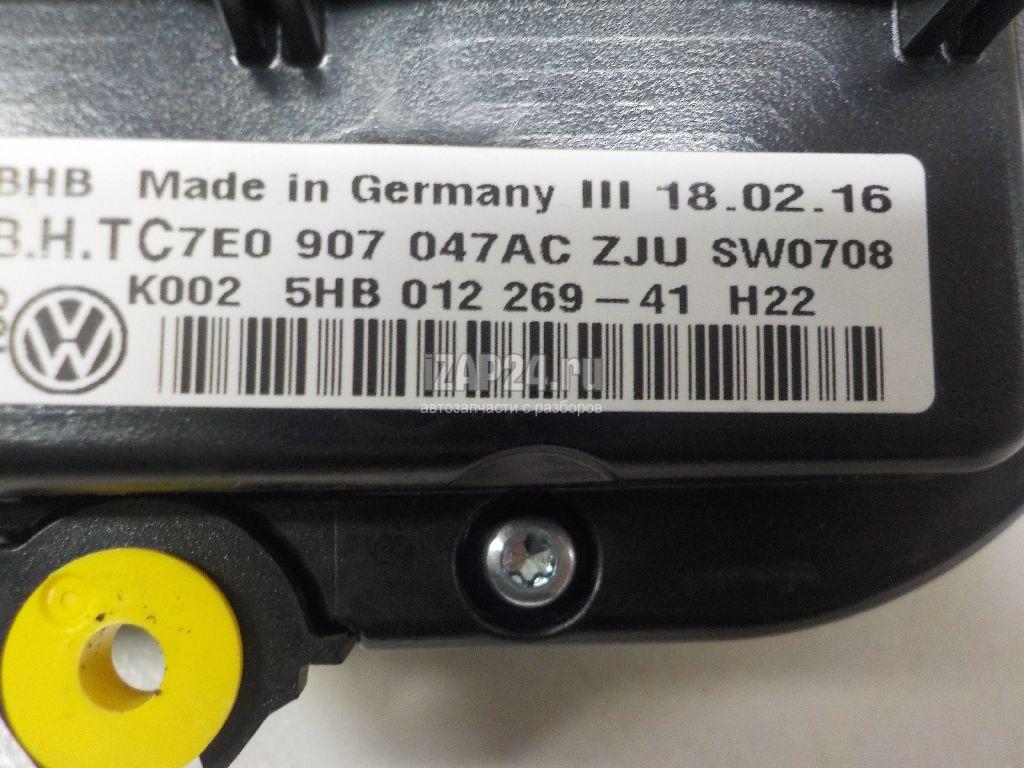 BHB Made in Germany III 18.02.16
B.H.TC7E0 907 047AC ZJU SW0708
K002 5HB 012 269-41 H22
iZAP24.ru
автозапчасти с разборов